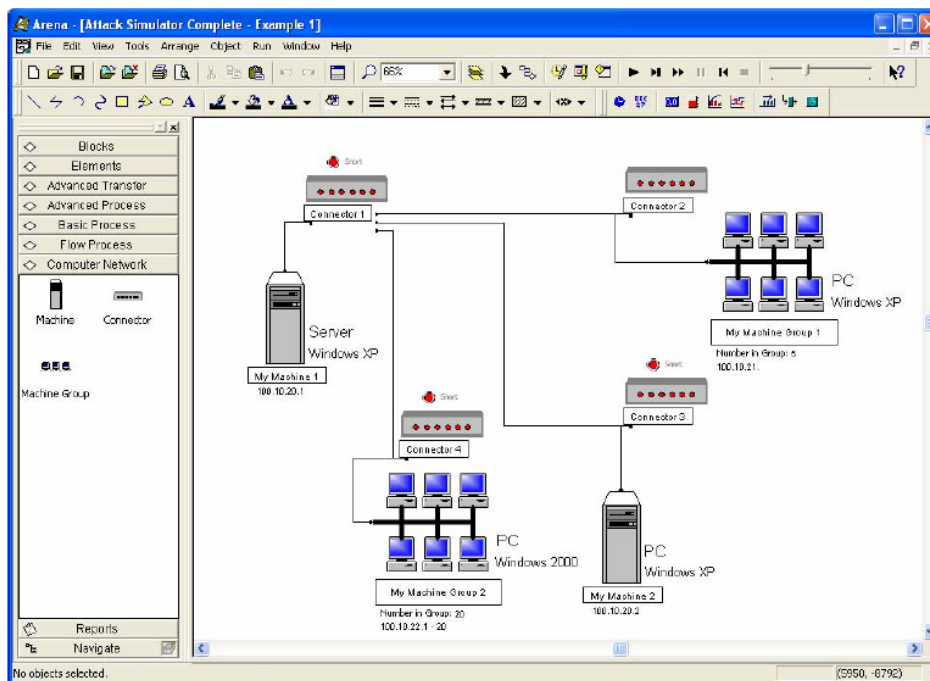 Arena - [Attack Simulator Complete - Example 1]
File Edit View Tools Arrange Object Run Window Help
66%
Blocks
Elements
Advanced Transfer
Advanced Process
Basic Process
Flow Process
Computer Network
Machine
Connector
Machine Group
Reports
Navigate
Snort
Connector 1
Connector 2
Server
Windows XP
My Machine 1
100.10.20.1
PC
Windows XP
My Machine Group 1
Number in Group:
100.10.21.
Snort
Connector 3
Snort
Connector 4
PC
Windows 2000
My Machine Group 2
Number in Group: 20
100.10.22.1 - 20
PC
Windows XP
My Machine 2
100.10.20.2
No objects selected.
(5950, -8792)